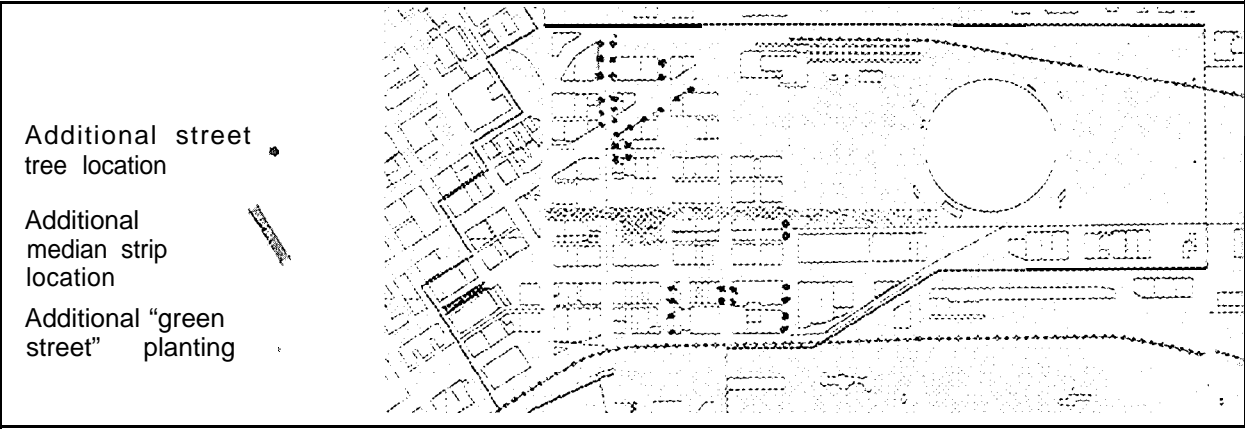 Additional street
tree location
Additional
median strip
location
Additional “green
street” planting